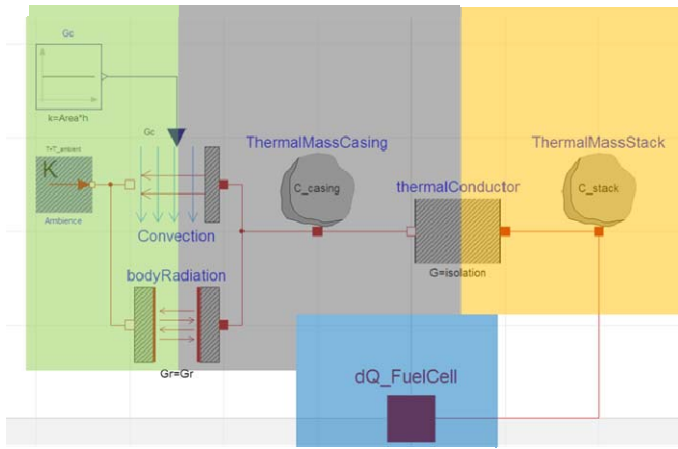 Gc
k=Area*h
T=T_ambient
K
Ambience
Gc
Convection
bodyRadiation
Gr=Gr
ThermalMassCasing
C_casing
thermalConductor
G=isolation
ThermalMassStack
C_stack
dQ_FuelCell